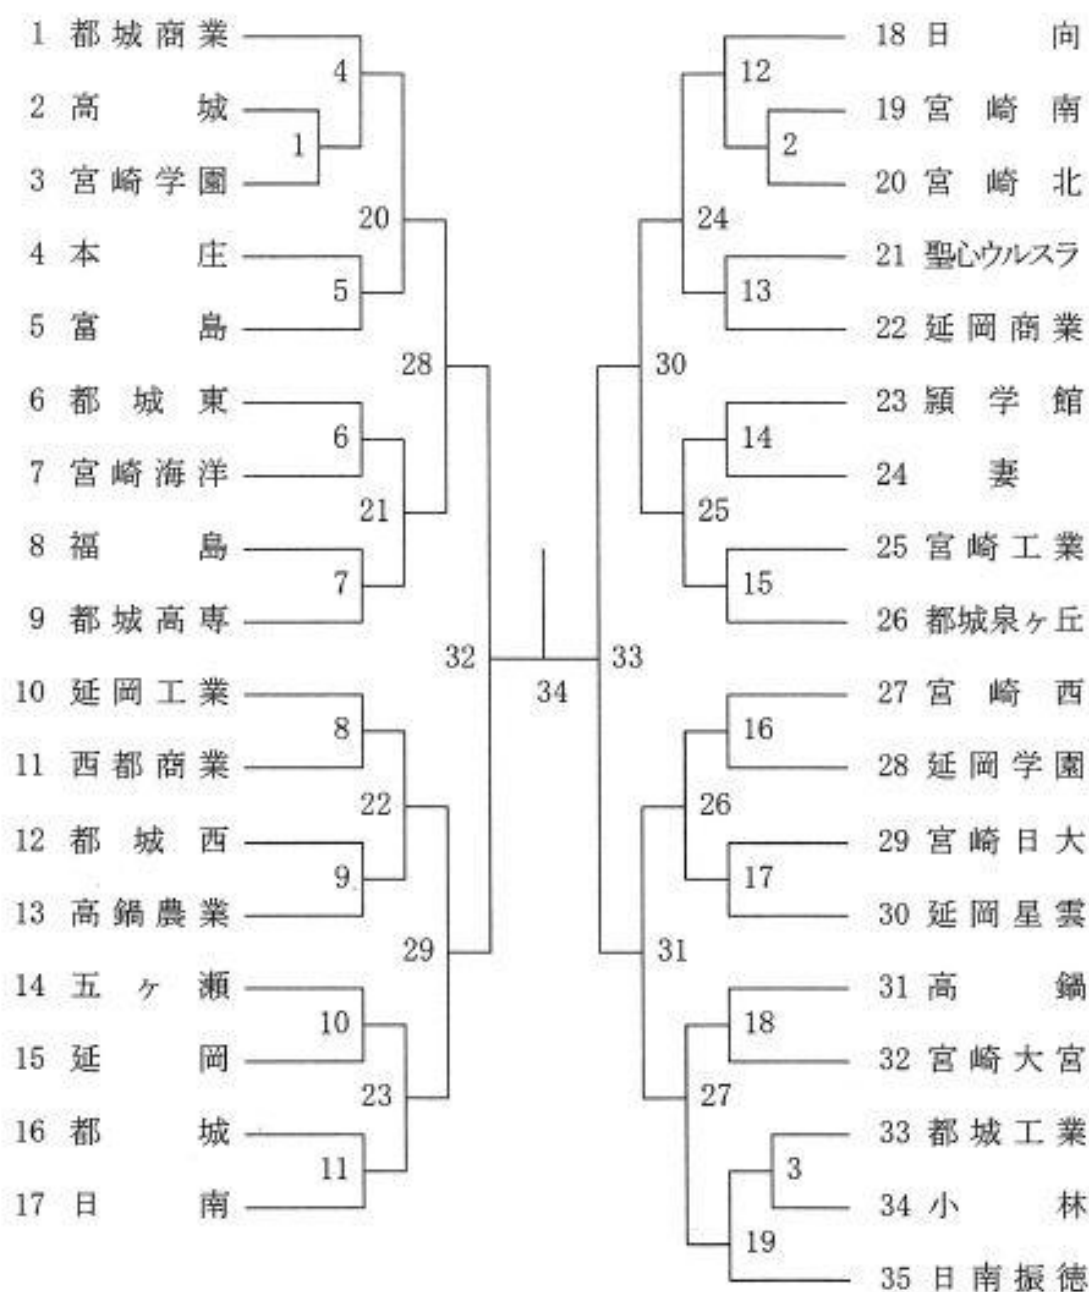 1 都城商業
2 高城
3 宮崎学園
4 本庄
5 富島
6 都城東
7 宮崎海洋
8 福島
9 都城高専
10 延岡工業
11 西都商業
12 都城西
13 高鍋農業
14 五ヶ瀬
15 延岡
16 都城
17 日南
4
1
20
5
28
6
21
7
32
8
22
9
29
10
23
11
34
12
2
24
13
30
14
25
15
33
16
26
17
31
18
27
3
19
18 日向
19 宮崎南
20 宮崎北
21 聖心ウルスラ
22 延岡商業
23 頴学館
24 妻
25 宮崎工業
26 都城泉ヶ丘
27 宮崎西
28 延岡学園
29 宮崎日大
30 延岡星雲
31 高鍋
32 宮崎大宮
33 都城工業
34 小林
35 日南振徳